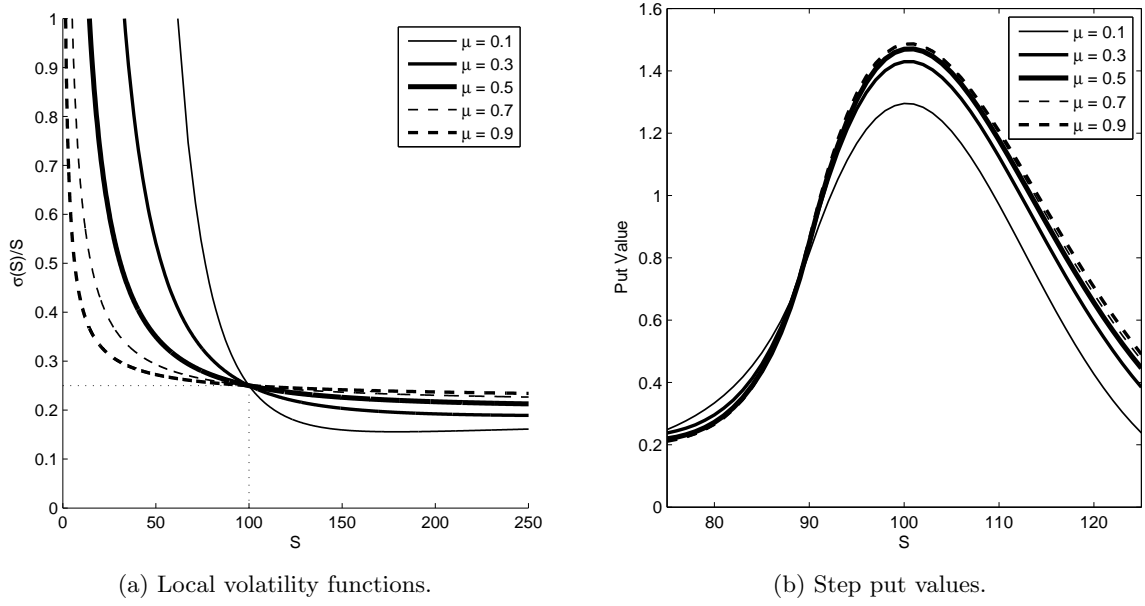 1
0.9
0.8
0.7
0.6
0.5
0.4
0.3
0.2
0.1
0
σ(S)/S
0
50
100
150
200
250
S
μ = 0.1
μ = 0.3
μ = 0.5
μ = 0.7
μ = 0.9
(a) Local volatility functions.
1.6
1.4
1.2
1
0.8
0.6
0.4
0.2
0
Put Value
80
90
100
110
120
S
μ = 0.1
μ = 0.3
μ = 0.5
μ = 0.7
μ = 0.9
(b) Step put values.